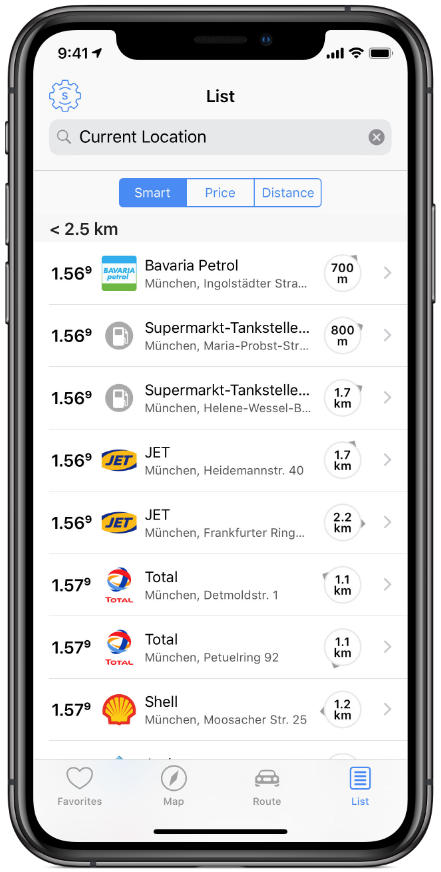 9:41
S
List
Current Location
Smart Price Distance
< 2.5 km
1.56⁹ BAVARIA petrol Bavaria Petrol 700 m
München, Ingolstädter Stra...
1.56⁹ Supermarkt-Tankstelle... 800 m
München, Maria-Probst-Str...
1.56⁹ Supermarkt-Tankstelle... 1.7 km
München, Helene-Wessel-B...
1.56⁹ JET JET 1.7 km
München, Heidemannstr. 40
1.56⁹ JET JET 2.2 km
München, Frankfurter Ring...
1.57⁹ TOTAL Total 1.1 km
München, Detmoldstr. 1
1.57⁹ TOTAL Total 1.1 km
München, Petuelring 92
1.57⁹ Shell 1.2 km
München, Moosacher Str. 25
Favorites Map Route List